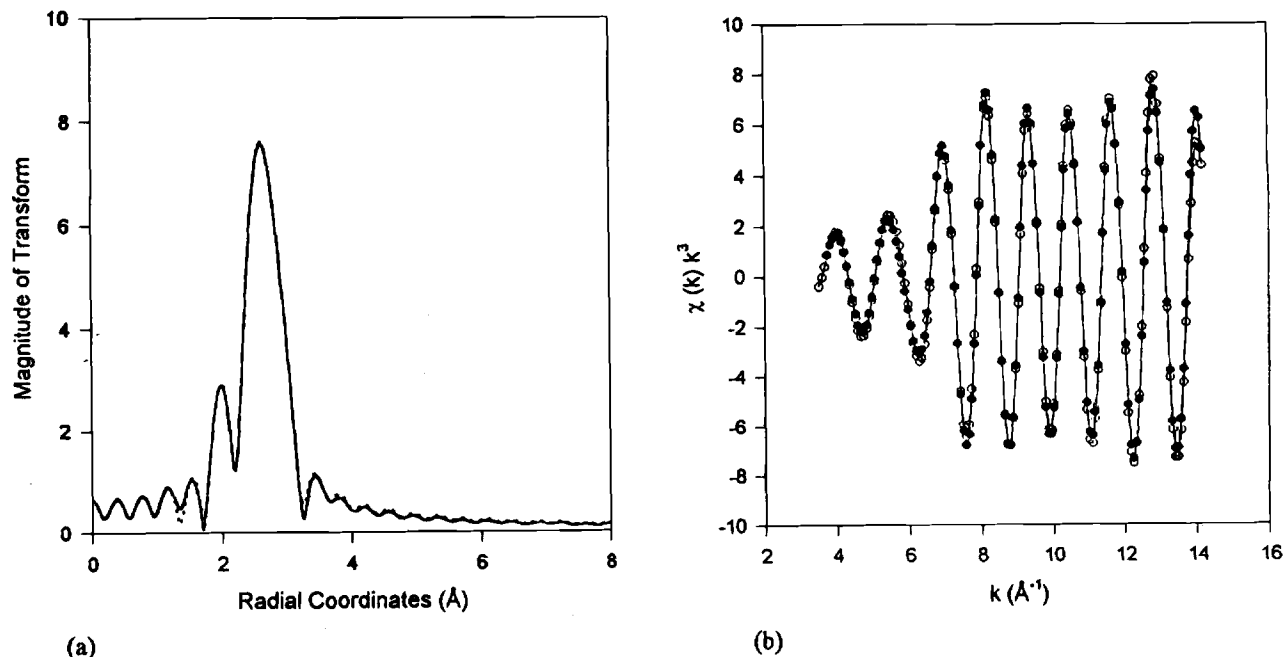 10
8
6
4
2
0
Magnitude of Transform
0 2 4 6 8
Radial Coordinates (Å)
(a)
10
8
6
4
2
0
-2
-4
-6
-8
-10
χ (k) k³
2 4 6 8 10 12 14 16
k (Å⁻¹)
(b)